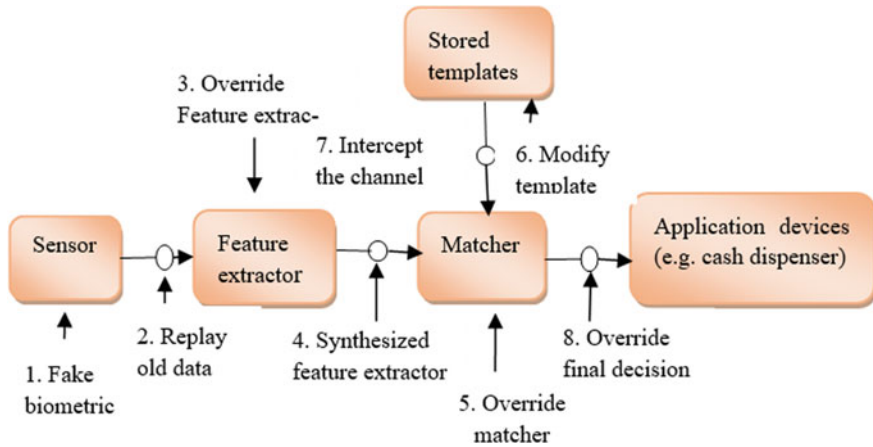 Stored
templates
3. Override
Feature extrac-
7. Intercept
the channel
6. Modify
template
Sensor
Feature
extractor
Matcher
Application devices
(e.g. cash dispenser)
1. Fake
biometric
2. Replay
old data
4. Synthesized
feature extractor
5. Override
matcher
8. Override
final decision